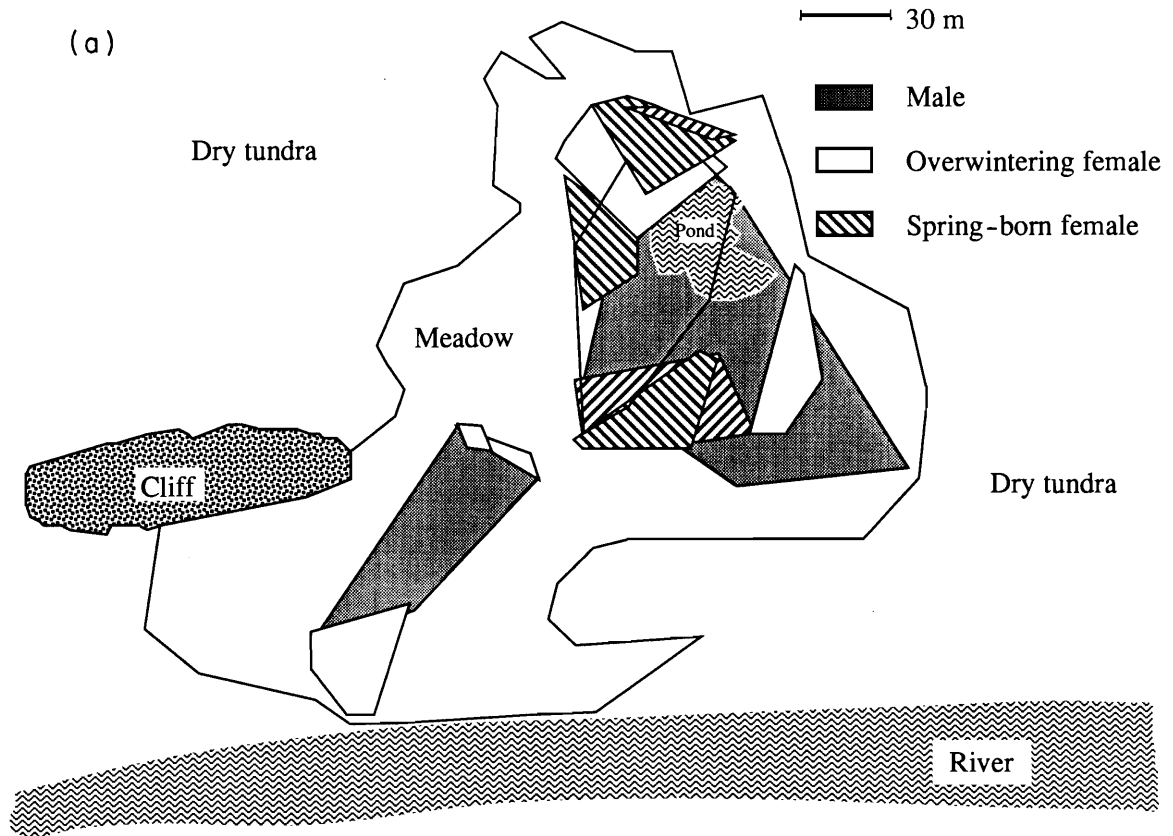 (a)
30 m
Male
Dry tundra
Overwintering female
Spring-born female
Pond
Meadow
Cliff
Dry tundra
River